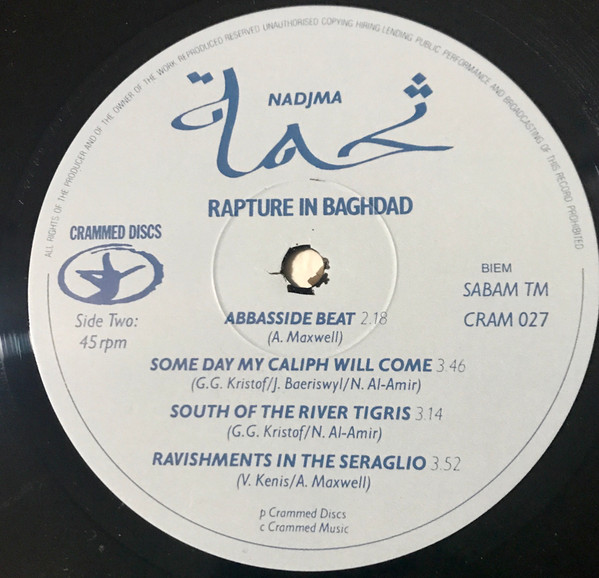 ALL RIGHTS OF THE PRODUCER AND OF THE OWNER OF THE WORK REPRODUCED RESERVED UNAUTHORISED COPYING HIRING LENDING PUBLIC PERFORMANCE AND BROADCASTING OF THIS RECORD PROHIBITED
NADJMA
RAPTURE IN BAGHDAD
CRAMMED DISCS
Side Two:
45 rpm
BIEM
SABAM TM
CRAM 027
ABBASSIDE BEAT 2.18
(A. Maxwell)
SOME DAY MY CALIPH WILL COME 3.46
(G.G. Kristof/J. Baeriswyl/N. Al-Amir)
SOUTH OF THE RIVER TIGRIS 3.14
(G.G. Kristof/N. Al-Amir)
RAVISHMENTS IN THE SERAGLIO 3.52
(V. Kenis/A. Maxwell)
p Crammed Discs
c Crammed Music